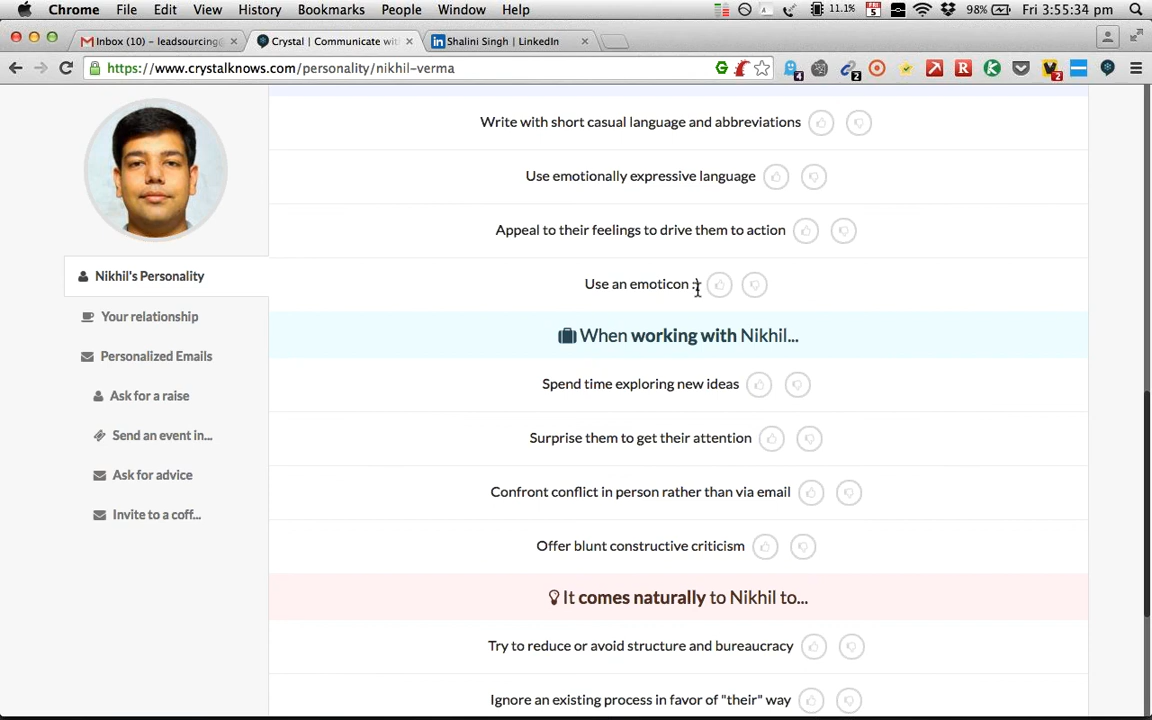 Chrome File Edit View History Bookmarks People Window Help 11.1% FRI 5 98% Fri 3:55:34 pm
Inbox (10) – leadsourcing@ Crystal | Communicate with Shalini Singh | LinkedIn
https://www.crystalknows.com/personality/nikhil-verma
Write with short casual language and abbreviations
Use emotionally expressive language
Appeal to their feelings to drive them to action
Use an emoticon
When working with Nikhil...
Spend time exploring new ideas
Surprise them to get their attention
Confront conflict in person rather than via email
Offer blunt constructive criticism
It comes naturally to Nikhil to...
Try to reduce or avoid structure and bureaucracy
Ignore an existing process in favor of "their" way
Nikhil's Personality
Your relationship
Personalized Emails
Ask for a raise
Send an event in...
Ask for advice
Invite to a coff...